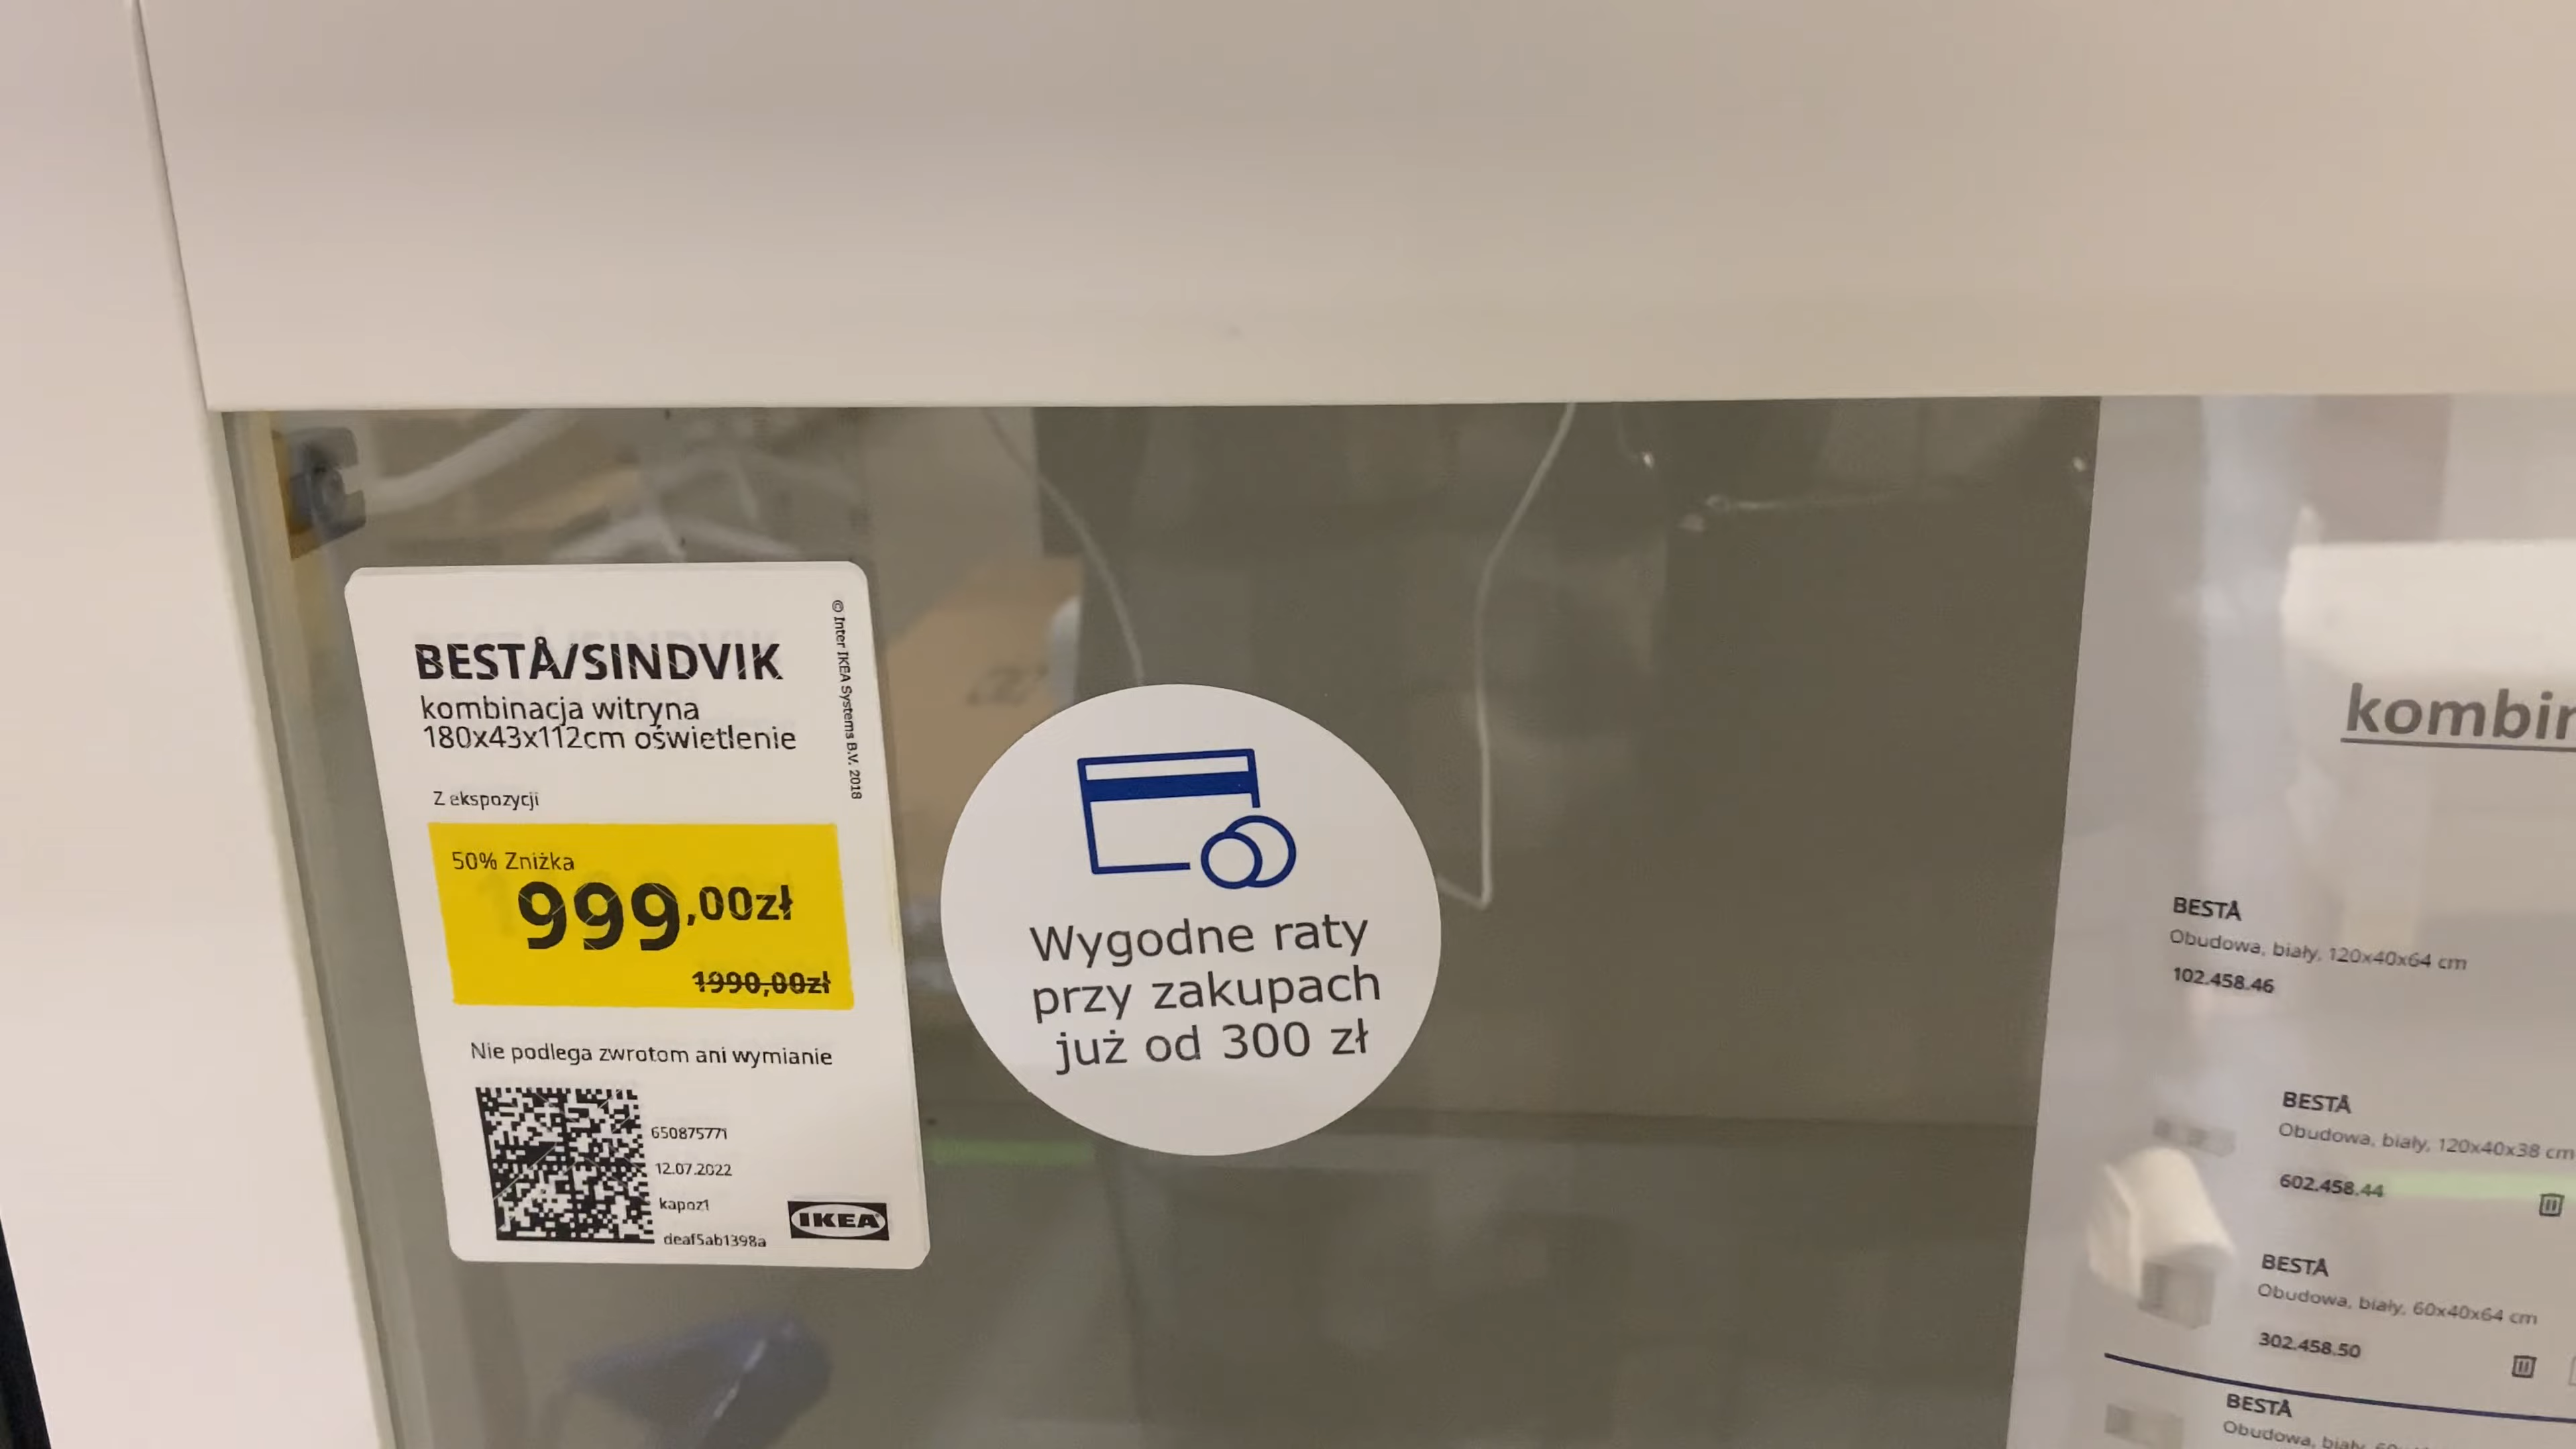 BESTÅ/SINDVIK
kombinacja witryna
180x43x112cm oświetlenie
© Inter IKEA Systems B.V. 2018
Z ekspozycji
50% Zniżka
999,00zł
1990,00zł
Nie podlega zwrotom ani wymianie
650875771
12.07.2022
kapoz1
deaf5ab1398a
IKEA
Wygodne raty
przy zakupach
już od 300 zł
kombin
BESTÅ
Obudowa, biały, 120x40x64 cm
102.458.46
BESTÅ
Obudowa, biały, 120x40x38 cm
602.458.44
BESTÅ
Obudowa, biały, 60x40x64 cm
302.458.50
BESTÅ
Obudowa, biały,